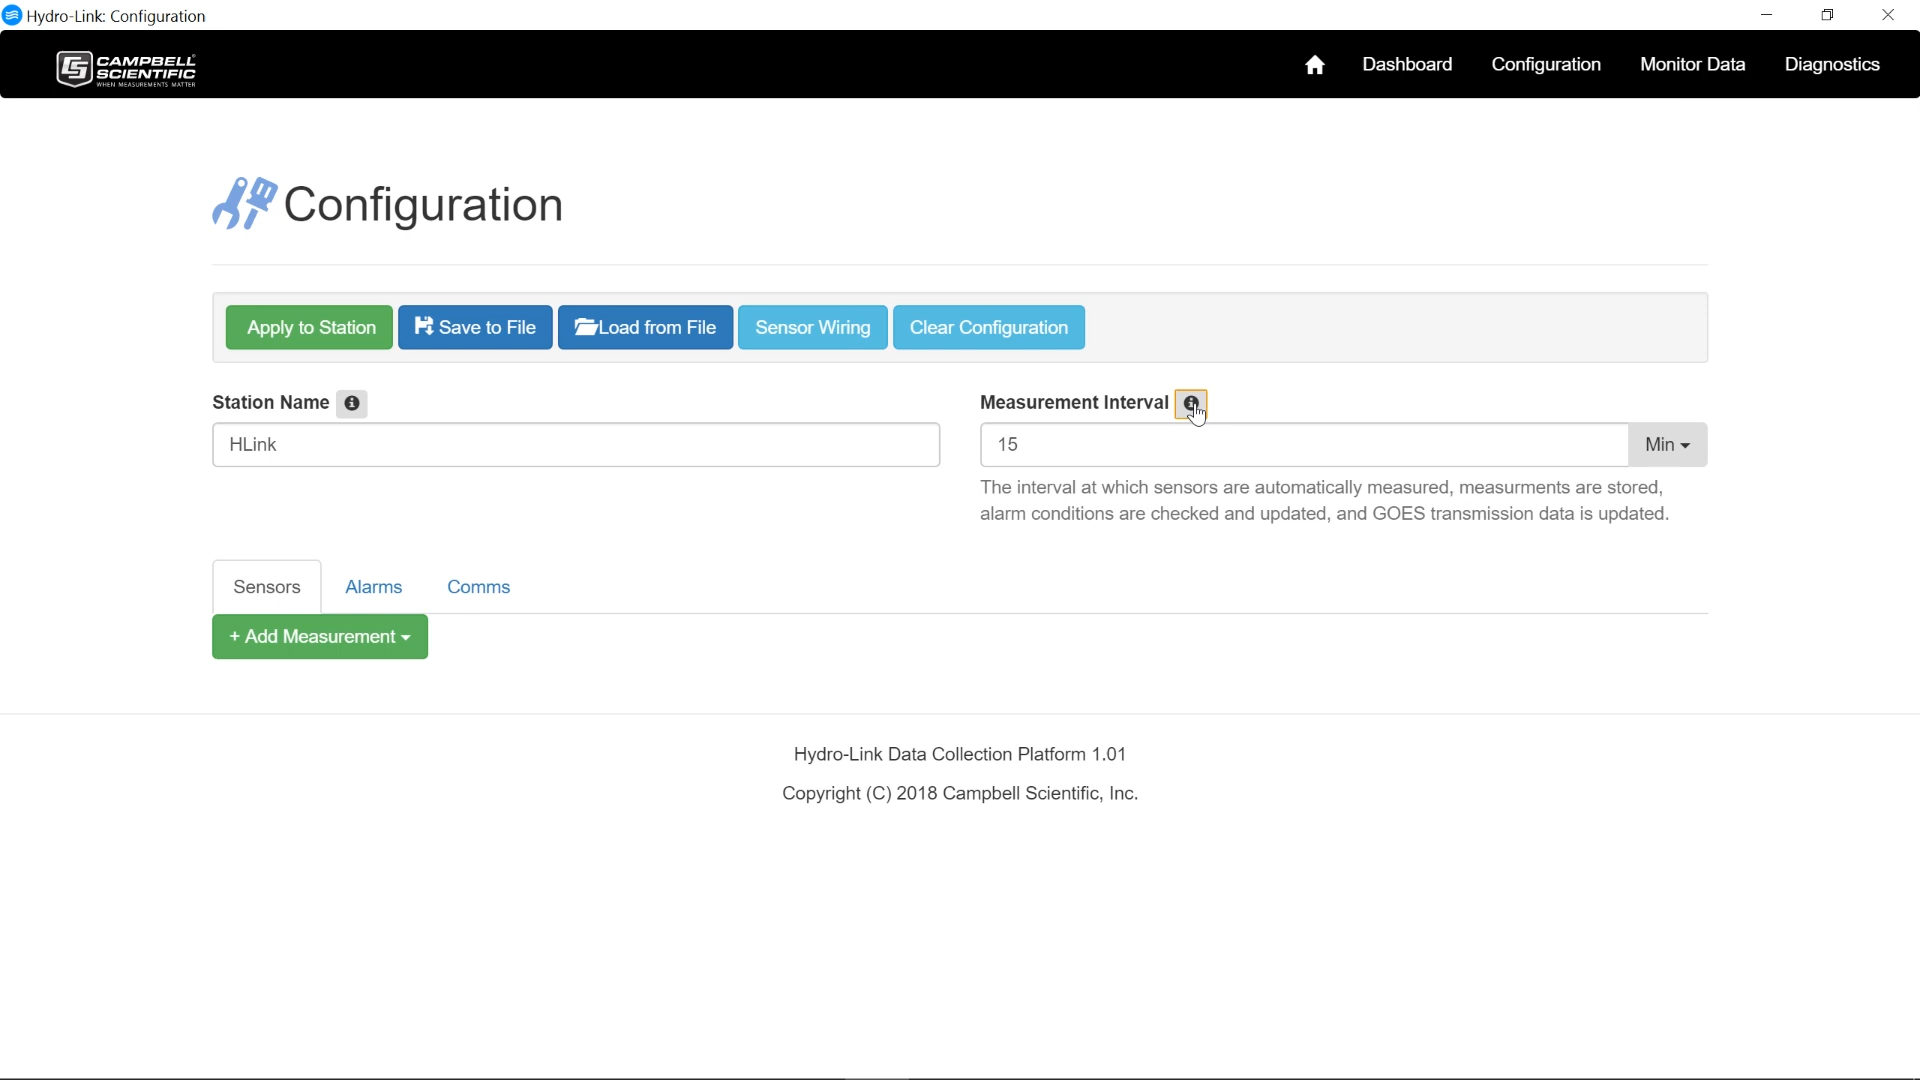 Hydro-Link: Configuration
CAMPBELL
SCIENTIFIC
WHEN MEASUREMENTS MATTER
Dashboard Configuration Monitor Data Diagnostics
Configuration
Apply to Station Save to File Load from File Sensor Wiring Clear Configuration
Station Name Measurement Interval
HLink 15 Min
The interval at which sensors are automatically measured, measurments are stored,
alarm conditions are checked and updated, and GOES transmission data is updated.
Sensors Alarms Comms
+ Add Measurement
Hydro-Link Data Collection Platform 1.01
Copyright (C) 2018 Campbell Scientific, Inc.